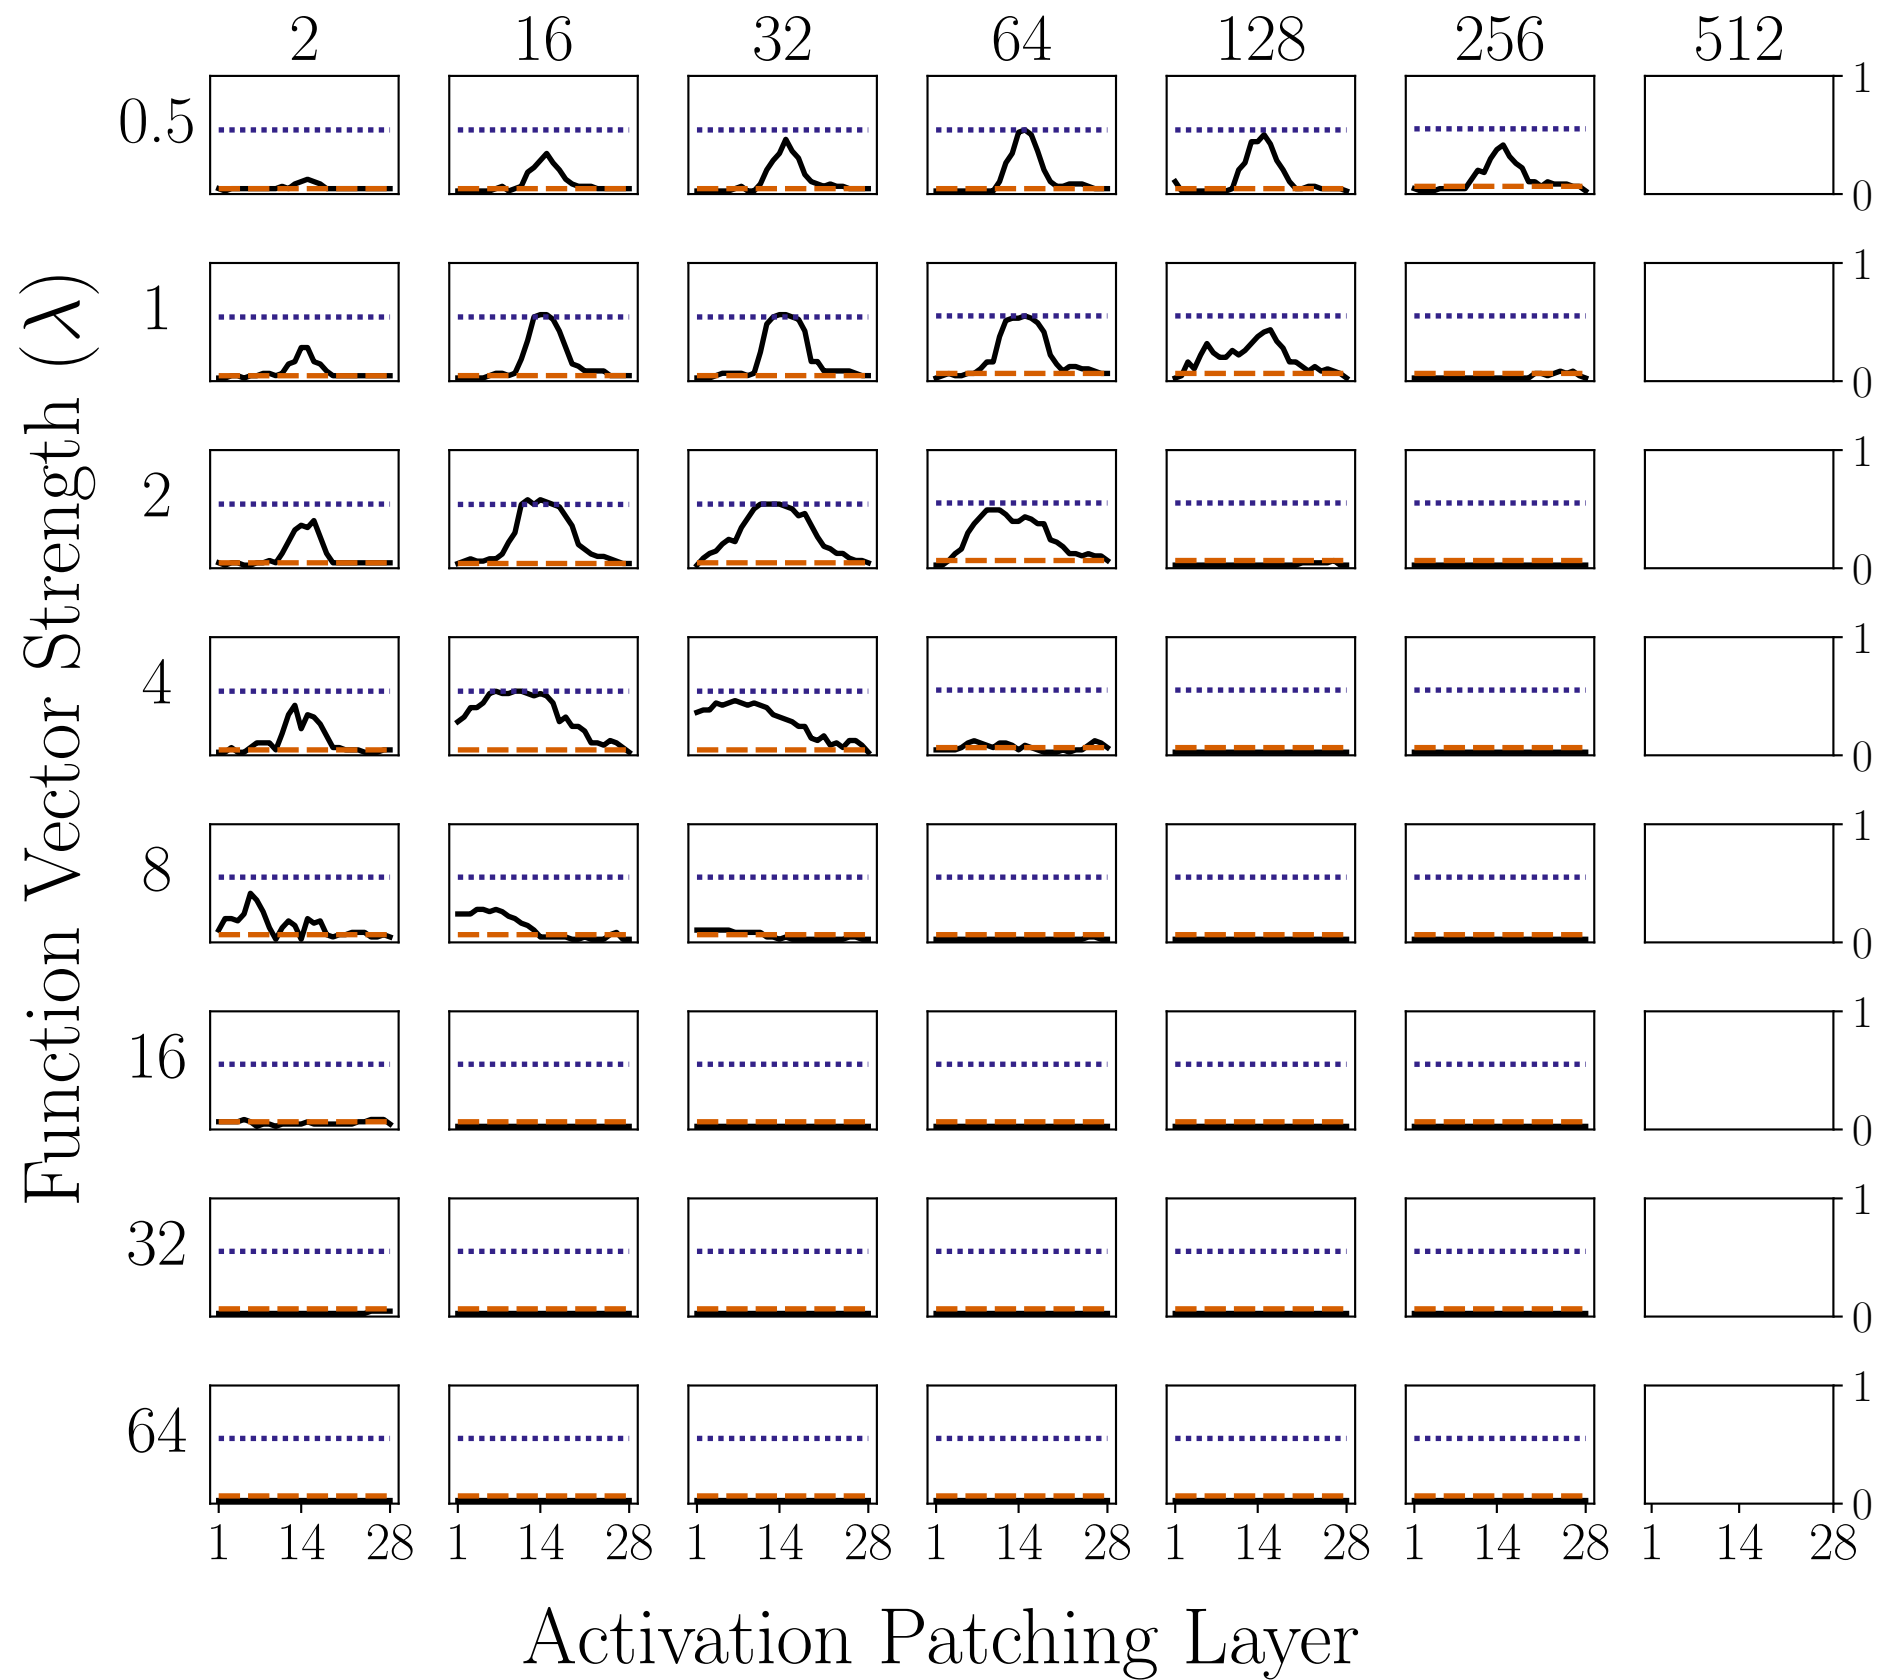 2 16 32 64 128 256 512
0.5 1 0
1 1 0
2 1 0
4 1 0
8 1 0
16 1 0
32 1 0
64 1 0
1 14 28 1 14 28 1 14 28 1 14 28 1 14 28 1 14 28 1 14 28
Function Vector Strength (λ)
Activation Patching Layer